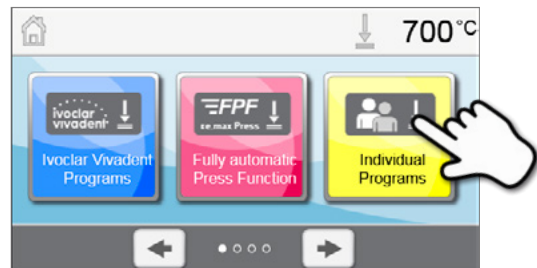 700°C
ivoclar
vivadent
FPF
e.max Press
Ivoclar Vivadent
Programs
Fully automatic
Press Function
Individual
Programs